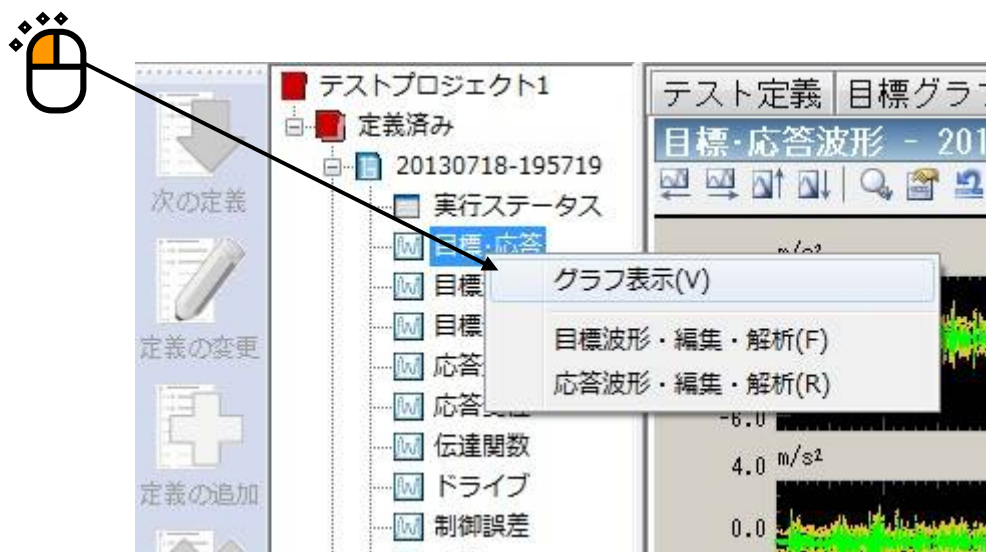 テストプロジェクト1
定義済み
20130718-195719
実行ステータス
目標・応答
目標
目標
応答
応答
伝達関数
ドライブ
制御誤差
次の定義
定義の変更
定義の追加
グラフ表示(V)
目標波形・編集・解析(F)
応答波形・編集・解析(R)
テスト定義
目標グラフ
目標・応答波形 - 201
m/s²
-6.0
4.0 m/s²
0.0